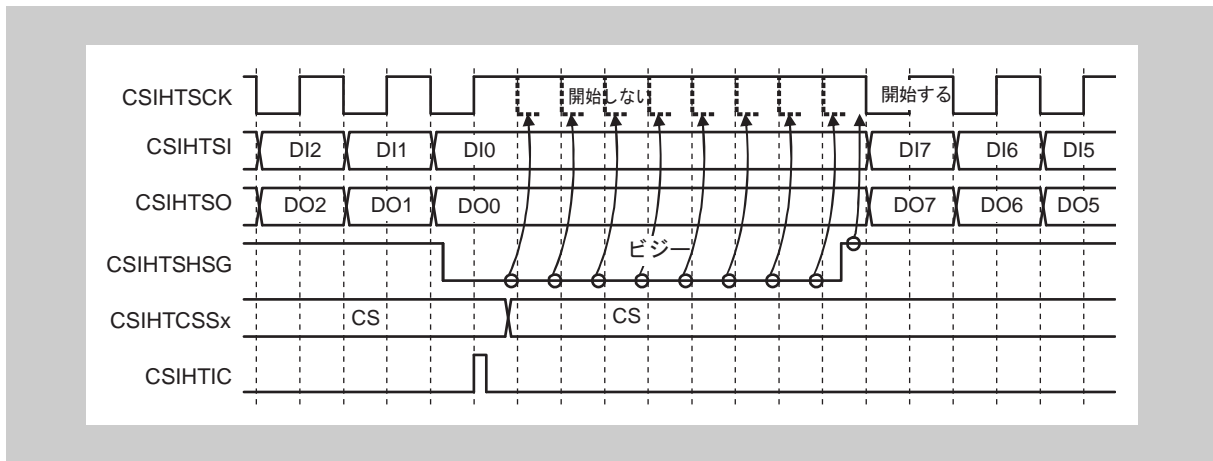 CSIHTSCK 開始しない 開始する
CSIHTSI DI2 DI1 DI0 DI7 DI6 DI5
CSIHTSO DO2 DO1 DO0 DO7 DO6 DO5
CSIHTSHSG ビジー
CSIHTCSSx CS CS
CSIHTIC